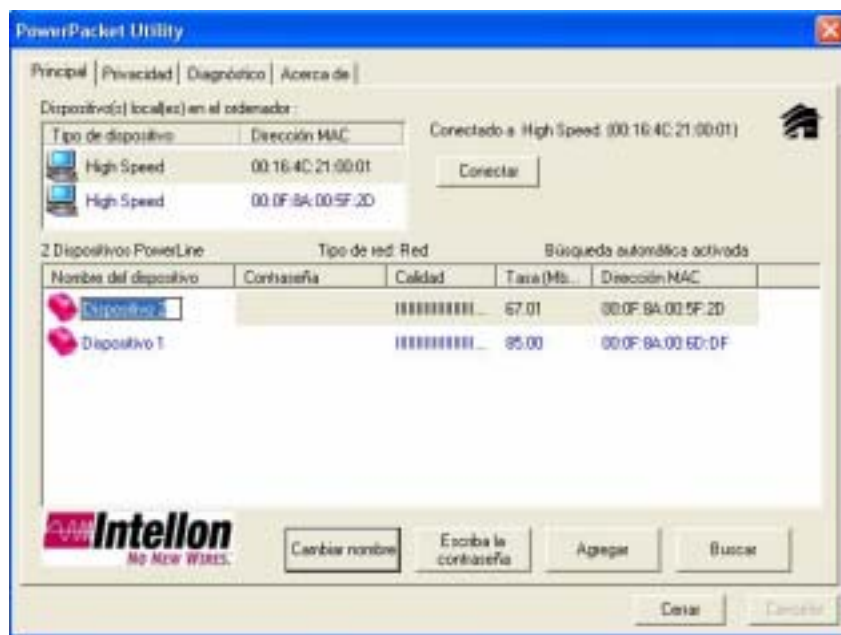 PowerPacket Utility
Principal Privacidad Diagnóstico Acerca de
Dispositivo(s) local(es) en el ordenador :
Tipo de dispositivo Dirección MAC
High Speed 00:16:4C:21:00:01
High Speed 00:0F:8A:00:5F:2D
Conectado a High Speed (00:16:4C:21:00:01)
Conectar
2 Dispositivos PowerLine Tipo de red: Red Búsqueda automática activada
Nombre del dispositivo Contraseña Calidad Tasa (Mb... Dirección MAC
Dispositivo 2 67.01 00:0F:8A:00:5F:2D
Dispositivo 1 85.00 00:0F:8A:00:6D:DF
Intellon
No New Wires.
Cambiar nombre
Escriba la
contraseña
Agregar
Buscar
Cerrar
Cancelar